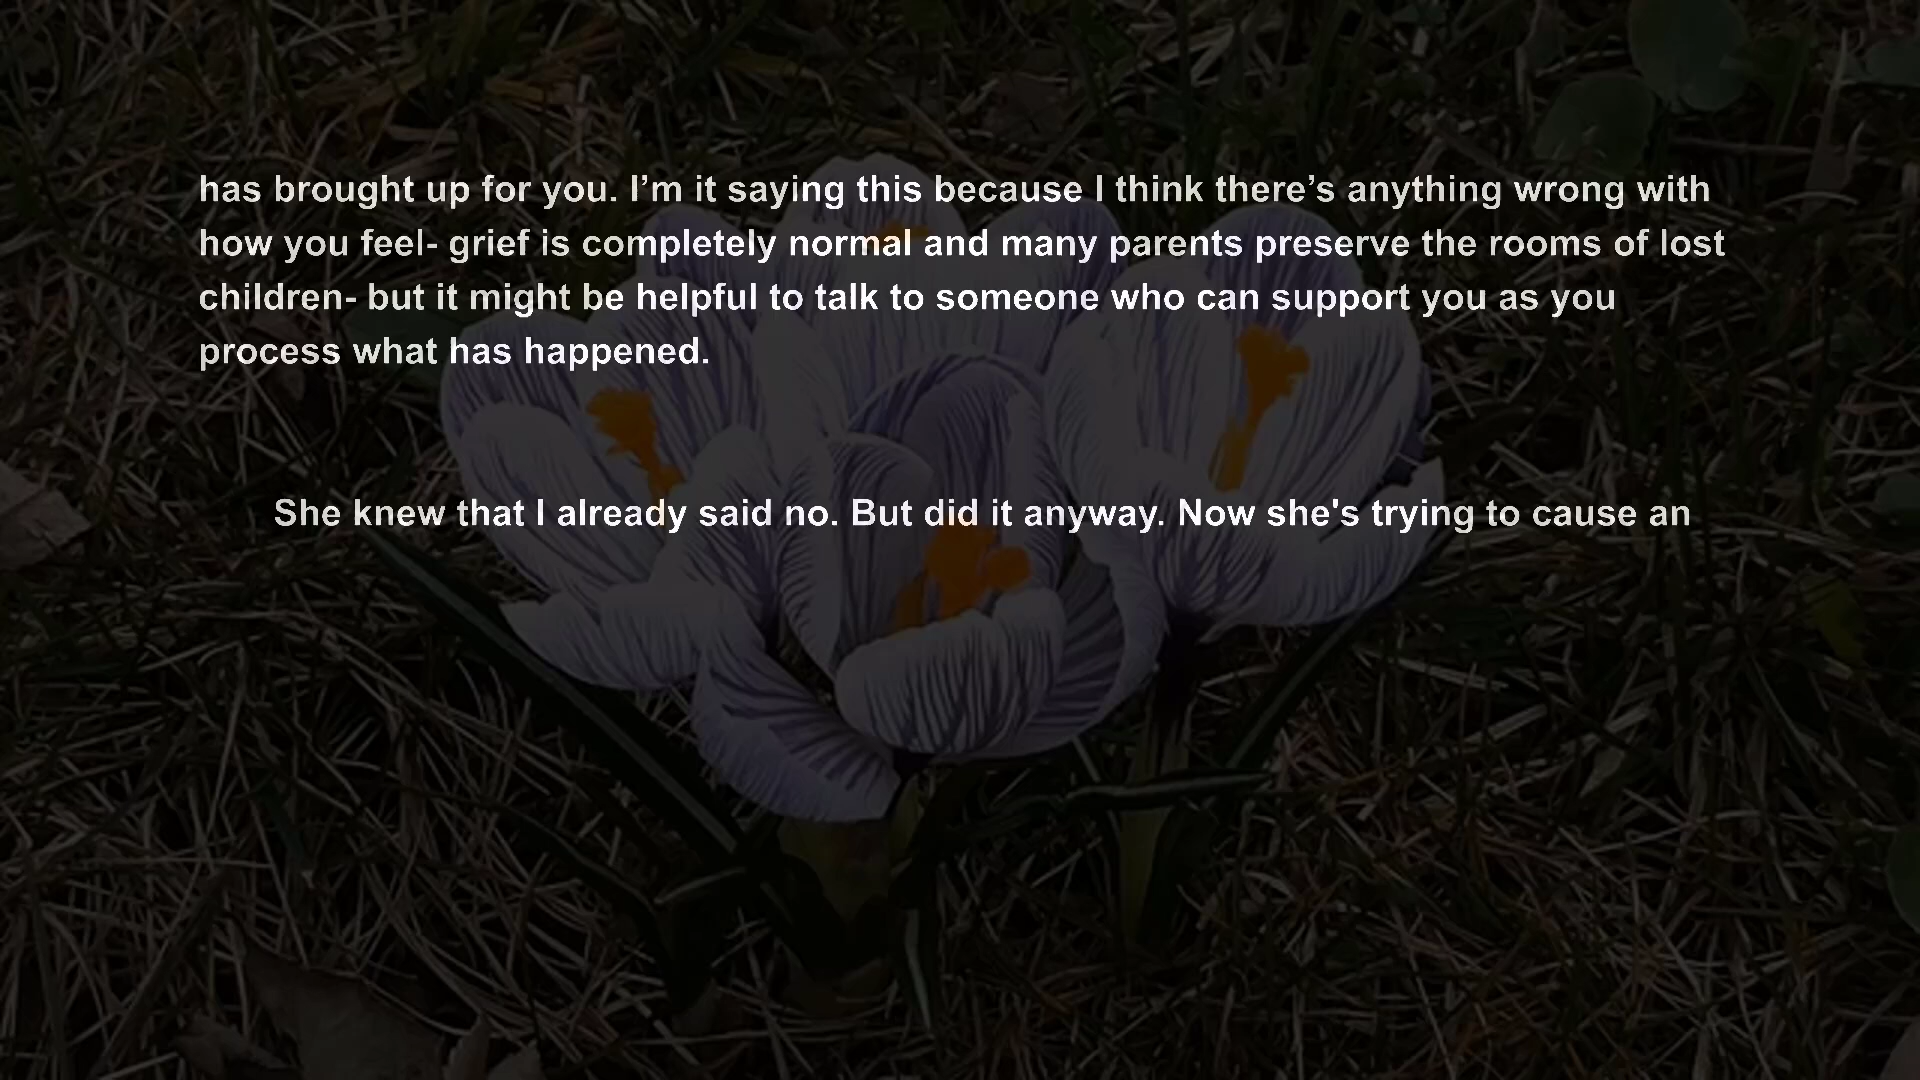 has brought up for you. I’m it saying this because I think there’s anything wrong with
how you feel- grief is completely normal and many parents preserve the rooms of lost
children- but it might be helpful to talk to someone who can support you as you
process what has happened.
She knew that I already said no. But did it anyway. Now she's trying to cause an